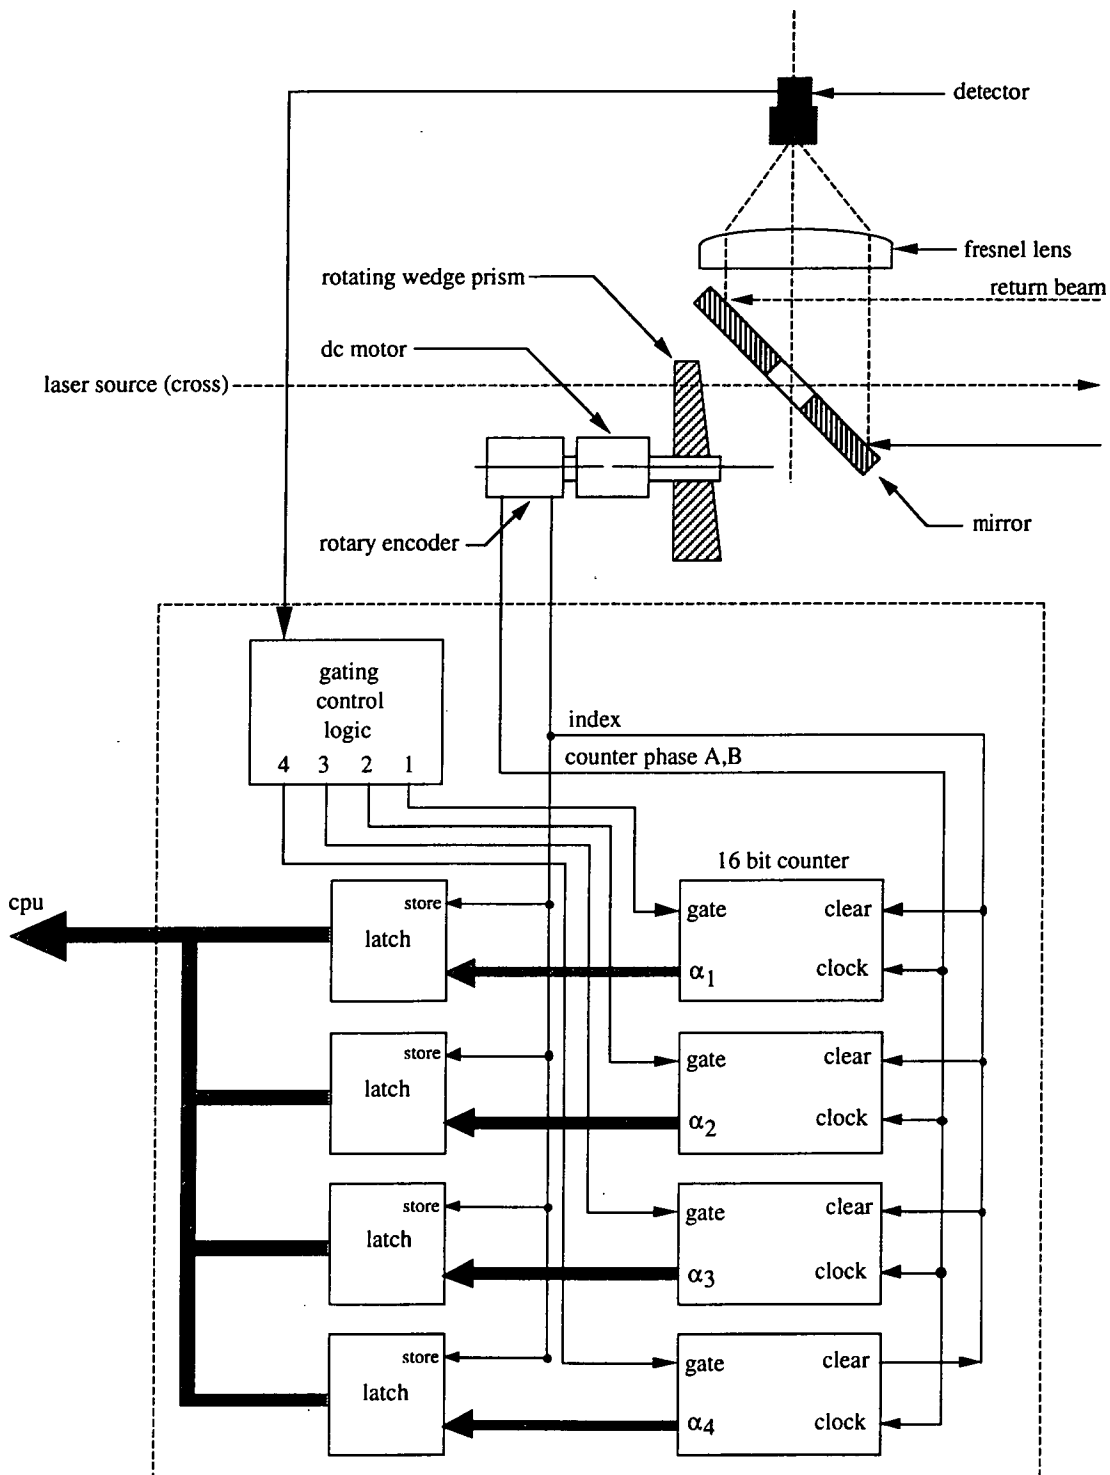 detector
fresnel lens
rotating wedge prism
return beam
dc motor
laser source (cross)
mirror
rotary encoder
gating
control
logic
4 3 2 1
index
counter phase A,B
16 bit counter
cpu
store
latch
gate
clear
α1
clock
store
latch
gate
clear
α2
clock
store
latch
gate
clear
α3
clock
store
latch
gate
clear
α4
clock